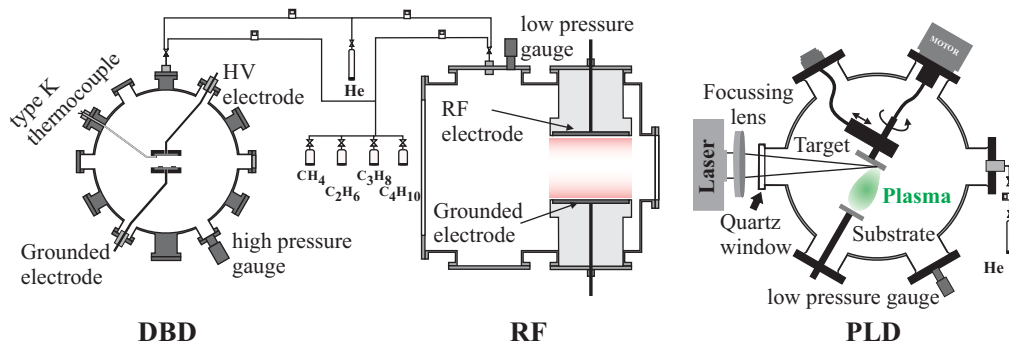 HV
electrode
type K
thermocouple
Grounded
electrode
high pressure
gauge
DBD
He
CH4
C2H6
C3H8
C4H10
low pressure
gauge
RF
electrode
Grounded
electrode
RF
MOTOR
Focussing
lens
Laser
Target
Plasma
Quartz
window
Substrate
He
low pressure gauge
PLD